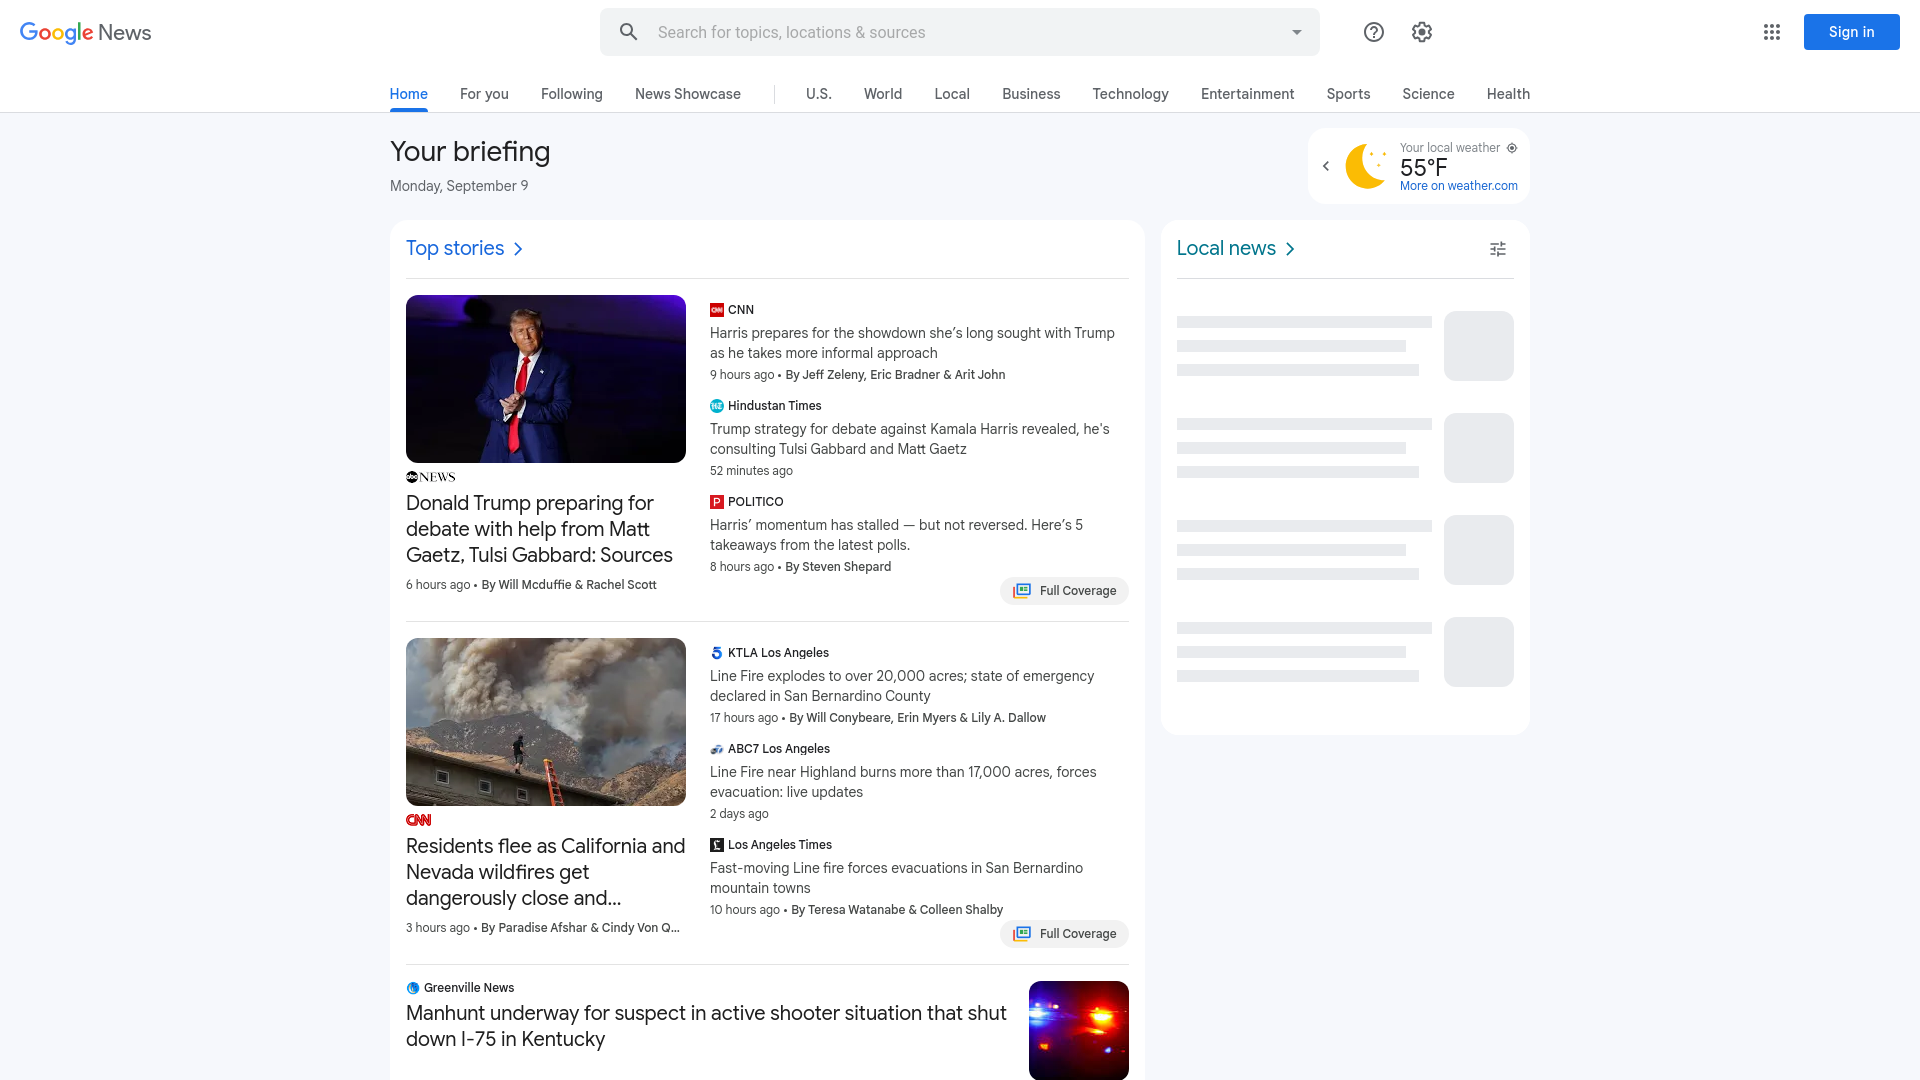 Google News
Search for topics, locations & sources
Sign in
Home
For you
Following
News Showcase
U.S.
World
Local
Business
Technology
Entertainment
Sports
Science
Health
Your briefing
Monday, September 9
Your local weather
55°F
More on weather.com
Top stories
abc NEWS
Donald Trump preparing for
debate with help from Matt
Gaetz, Tulsi Gabbard: Sources
6 hours ago • By Will Mcduffie & Rachel Scott
CNN
Harris prepares for the showdown she’s long sought with Trump
as he takes more informal approach
9 hours ago • By Jeff Zeleny, Eric Bradner & Arit John
Hindustan Times
Trump strategy for debate against Kamala Harris revealed, he's
consulting Tulsi Gabbard and Matt Gaetz
52 minutes ago
POLITICO
Harris’ momentum has stalled — but not reversed. Here’s 5
takeaways from the latest polls.
8 hours ago • By Steven Shepard
Full Coverage
CNN
Residents flee as California and
Nevada wildfires get
dangerously close and...
3 hours ago • By Paradise Afshar & Cindy Von Q...
KTLA Los Angeles
Line Fire explodes to over 20,000 acres; state of emergency
declared in San Bernardino County
17 hours ago • By Will Conybeare, Erin Myers & Lily A. Dallow
ABC7 Los Angeles
Line Fire near Highland burns more than 17,000 acres, forces
evacuation: live updates
2 days ago
Los Angeles Times
Fast-moving Line fire forces evacuations in San Bernardino
mountain towns
10 hours ago • By Teresa Watanabe & Colleen Shalby
Full Coverage
Greenville News
Manhunt underway for suspect in active shooter situation that shut
down I-75 in Kentucky
Local news